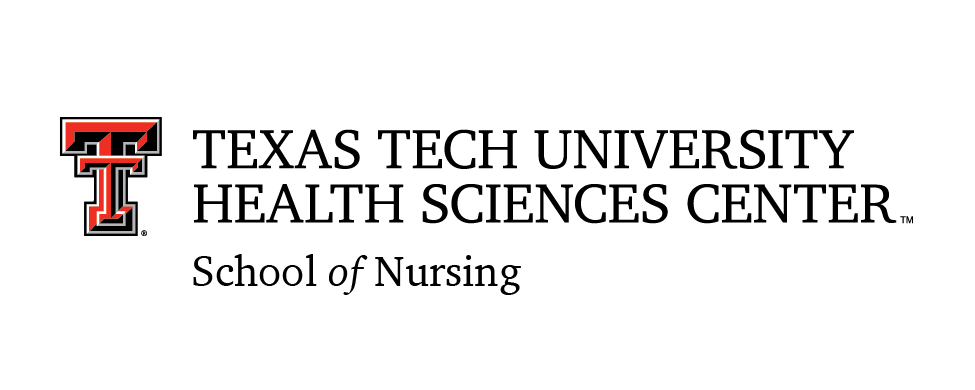 TEXAS TECH UNIVERSITY
HEALTH SCIENCES CENTER™
School of Nursing
®